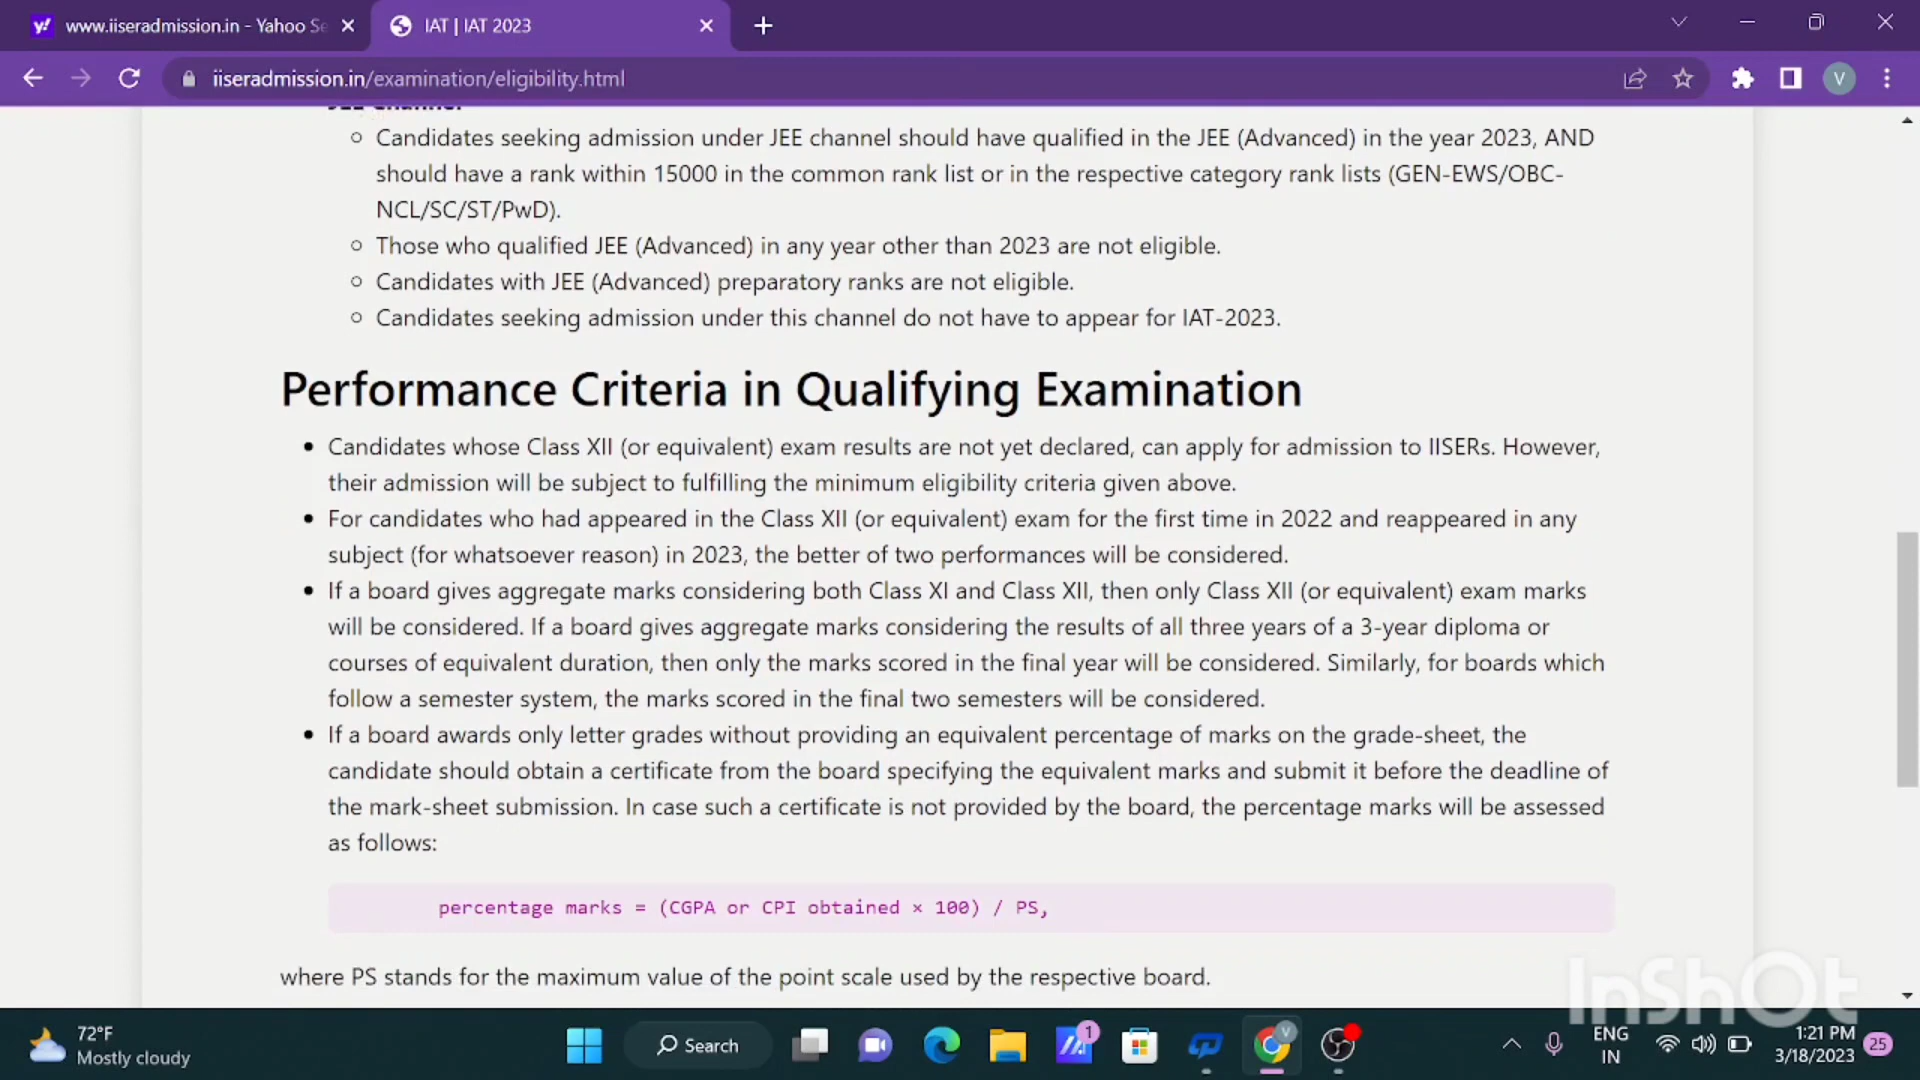 www.iiseradmission.in - Yahoo Se
IAT | IAT 2023
iiseradmission.in/examination/eligibility.html
V
JEE Channel
Candidates seeking admission under JEE channel should have qualified in the JEE (Advanced) in the year 2023, AND
should have a rank within 15000 in the common rank list or in the respective category rank lists (GEN-EWS/OBC-
NCL/SC/ST/PwD).
Those who qualified JEE (Advanced) in any year other than 2023 are not eligible.
Candidates with JEE (Advanced) preparatory ranks are not eligible.
Candidates seeking admission under this channel do not have to appear for IAT-2023.
Performance Criteria in Qualifying Examination
Candidates whose Class XII (or equivalent) exam results are not yet declared, can apply for admission to IISERs. However,
their admission will be subject to fulfilling the minimum eligibility criteria given above.
For candidates who had appeared in the Class XII (or equivalent) exam for the first time in 2022 and reappeared in any
subject (for whatsoever reason) in 2023, the better of two performances will be considered.
If a board gives aggregate marks considering both Class XI and Class XII, then only Class XII (or equivalent) exam marks
will be considered. If a board gives aggregate marks considering the results of all three years of a 3-year diploma or
courses of equivalent duration, then only the marks scored in the final year will be considered. Similarly, for boards which
follow a semester system, the marks scored in the final two semesters will be considered.
If a board awards only letter grades without providing an equivalent percentage of marks on the grade-sheet, the
candidate should obtain a certificate from the board specifying the equivalent marks and submit it before the deadline of
the mark-sheet submission. In case such a certificate is not provided by the board, the percentage marks will be assessed
as follows:
percentage marks = (CGPA or CPI obtained × 100) / PS,
where PS stands for the maximum value of the point scale used by the respective board.
InShOt
72°F
Mostly cloudy
Search
1
V
ENG
IN
1:21 PM
3/18/2023
25